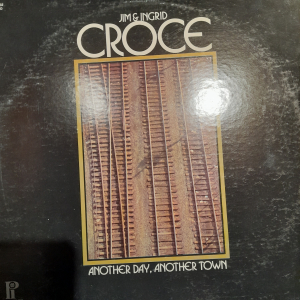 JIM & INGRID
CROCE
ANOTHER DAY, ANOTHER TOWN